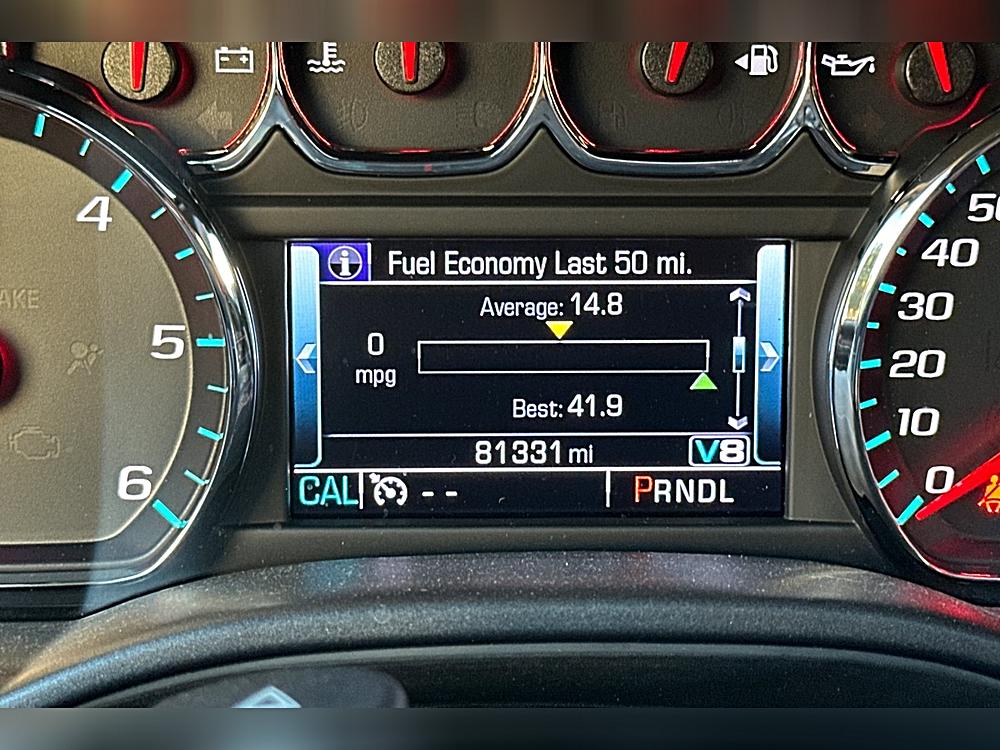 Fuel Economy Last 50 mi.
Average: 14.8
0
mpg
Best: 41.9
81331 mi
V8
CAL
--
PRNDL
4
5
6
50
40
30
20
10
0